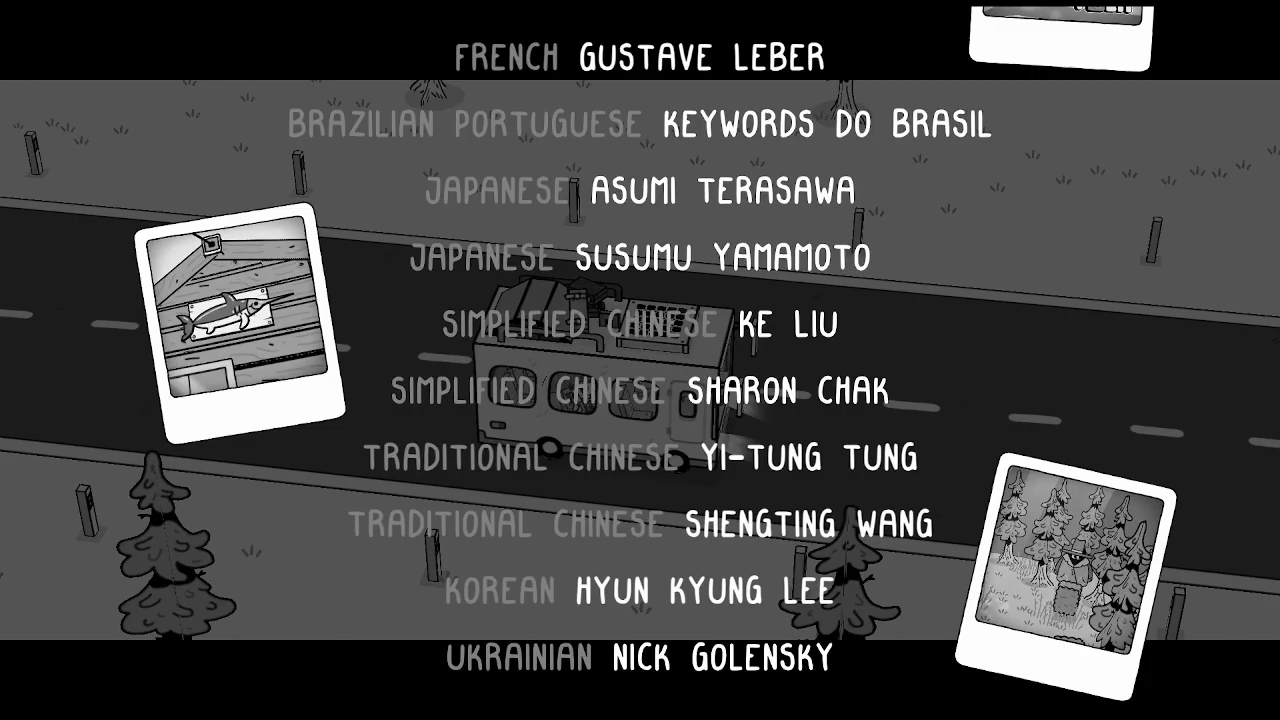 FRENCH GUSTAVE LEBER
BRAZILIAN PORTUGUESE KEYWORDS DO BRASIL
JAPANESE ASUMI TERASAWA
JAPANESE SUSUMU YAMAMOTO
SIMPLIFIED CHINESE KE LIU
SIMPLIFIED CHINESE SHARON CHAK
TRADITIONAL CHINESE YI-TUNG TUNG
TRADITIONAL CHINESE SHENGTING WANG
KOREAN HYUN KYUNG LEE
UKRAINIAN NICK GOLENSKY